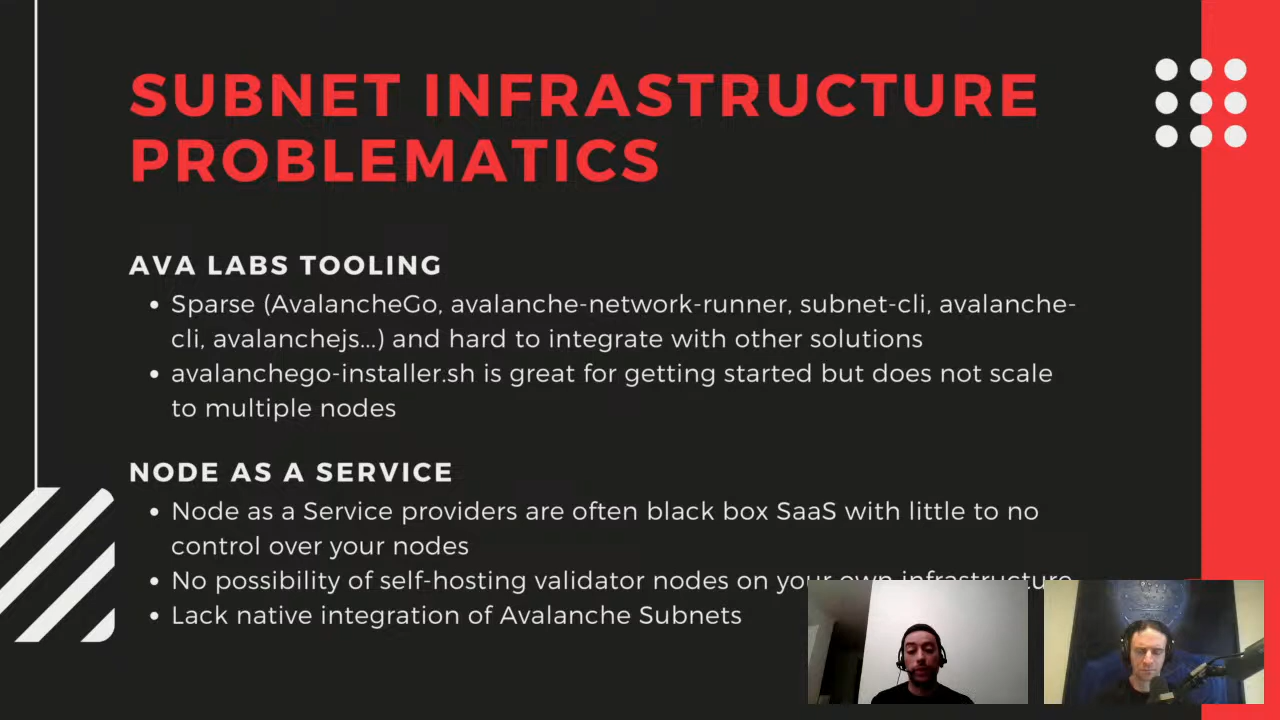 SUBNET INFRASTRUCTURE
PROBLEMATICS
AVA LABS TOOLING
• Sparse (AvalancheGo, avalanche-network-runner, subnet-cli, avalanche-
cli, avalanchejs...) and hard to integrate with other solutions
• avalanchego-installer.sh is great for getting started but does not scale
to multiple nodes
NODE AS A SERVICE
• Node as a Service providers are often black box SaaS with little to no
control over your nodes
• No possibility of self-hosting validator nodes on your own infrastructure
• Lack native integration of Avalanche Subnets